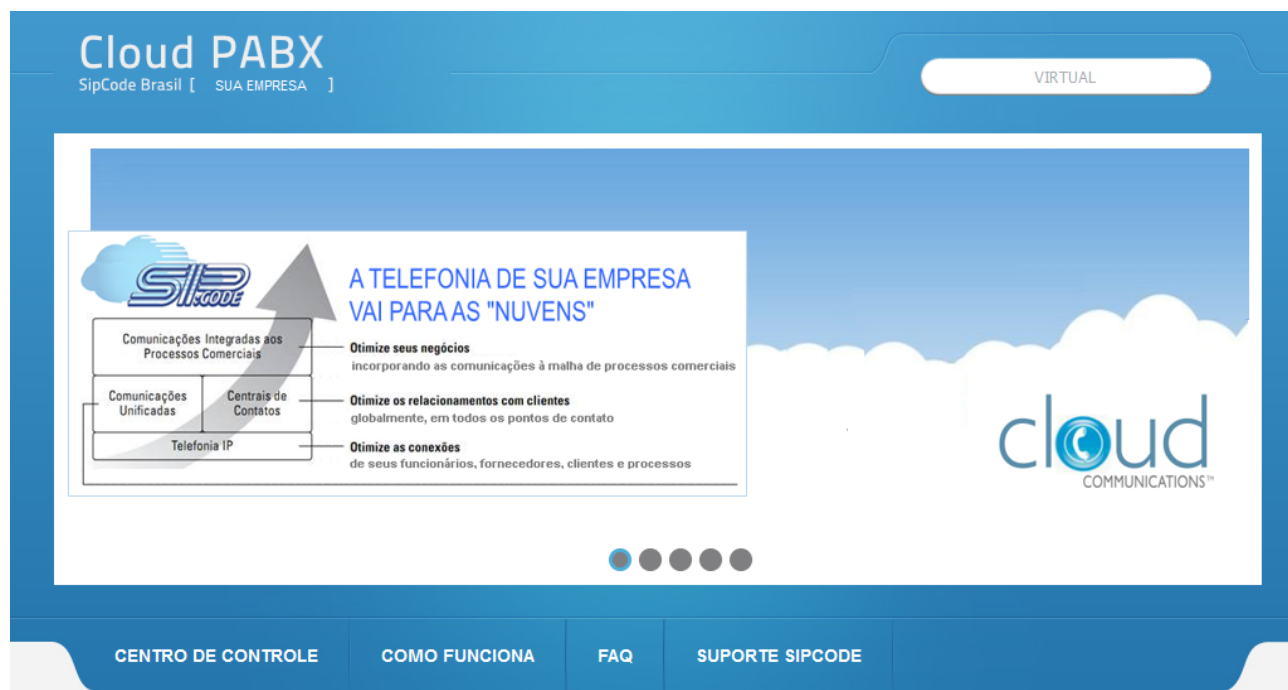 Cloud PABX
SipCode Brasil [ SUA EMPRESA ]
VIRTUAL
SIP:CODE
A TELEFONIA DE SUA EMPRESA
VAI PARA AS "NUVENS"
Comunicações Integradas aos
Processos Comerciais
Otimize seus negócios
incorporando as comunicações à malha de processos comerciais
Comunicações
Unificadas
Centrais de
Contatos
Otimize os relacionamentos com clientes
globalmente, em todos os pontos de contato
Telefonia IP
Otimize as conexões
de seus funcionários, fornecedores, clientes e processos
cloud
COMMUNICATIONS™
CENTRO DE CONTROLE
COMO FUNCIONA
FAQ
SUPORTE SIPCODE